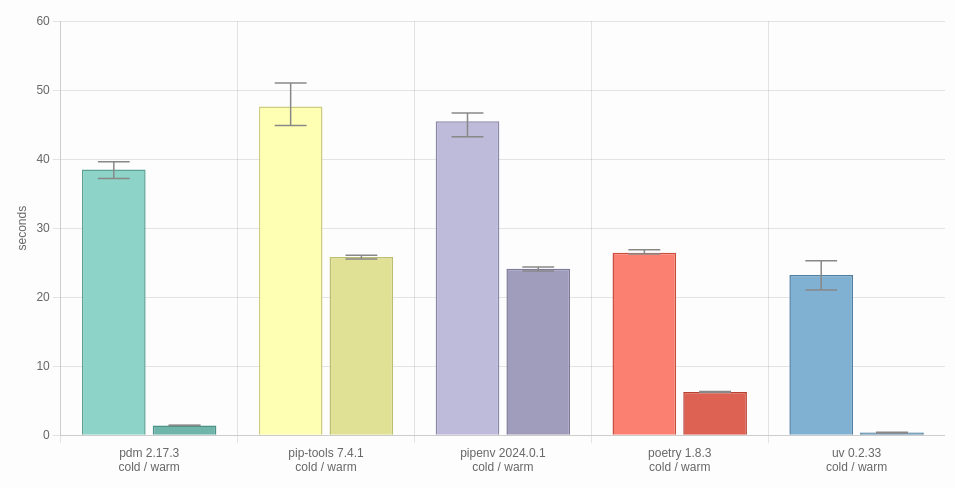 60
50
40
30
20
10
0
seconds
pdm 2.17.3
cold / warm
pip-tools 7.4.1
cold / warm
pipenv 2024.0.1
cold / warm
poetry 1.8.3
cold / warm
uv 0.2.33
cold / warm